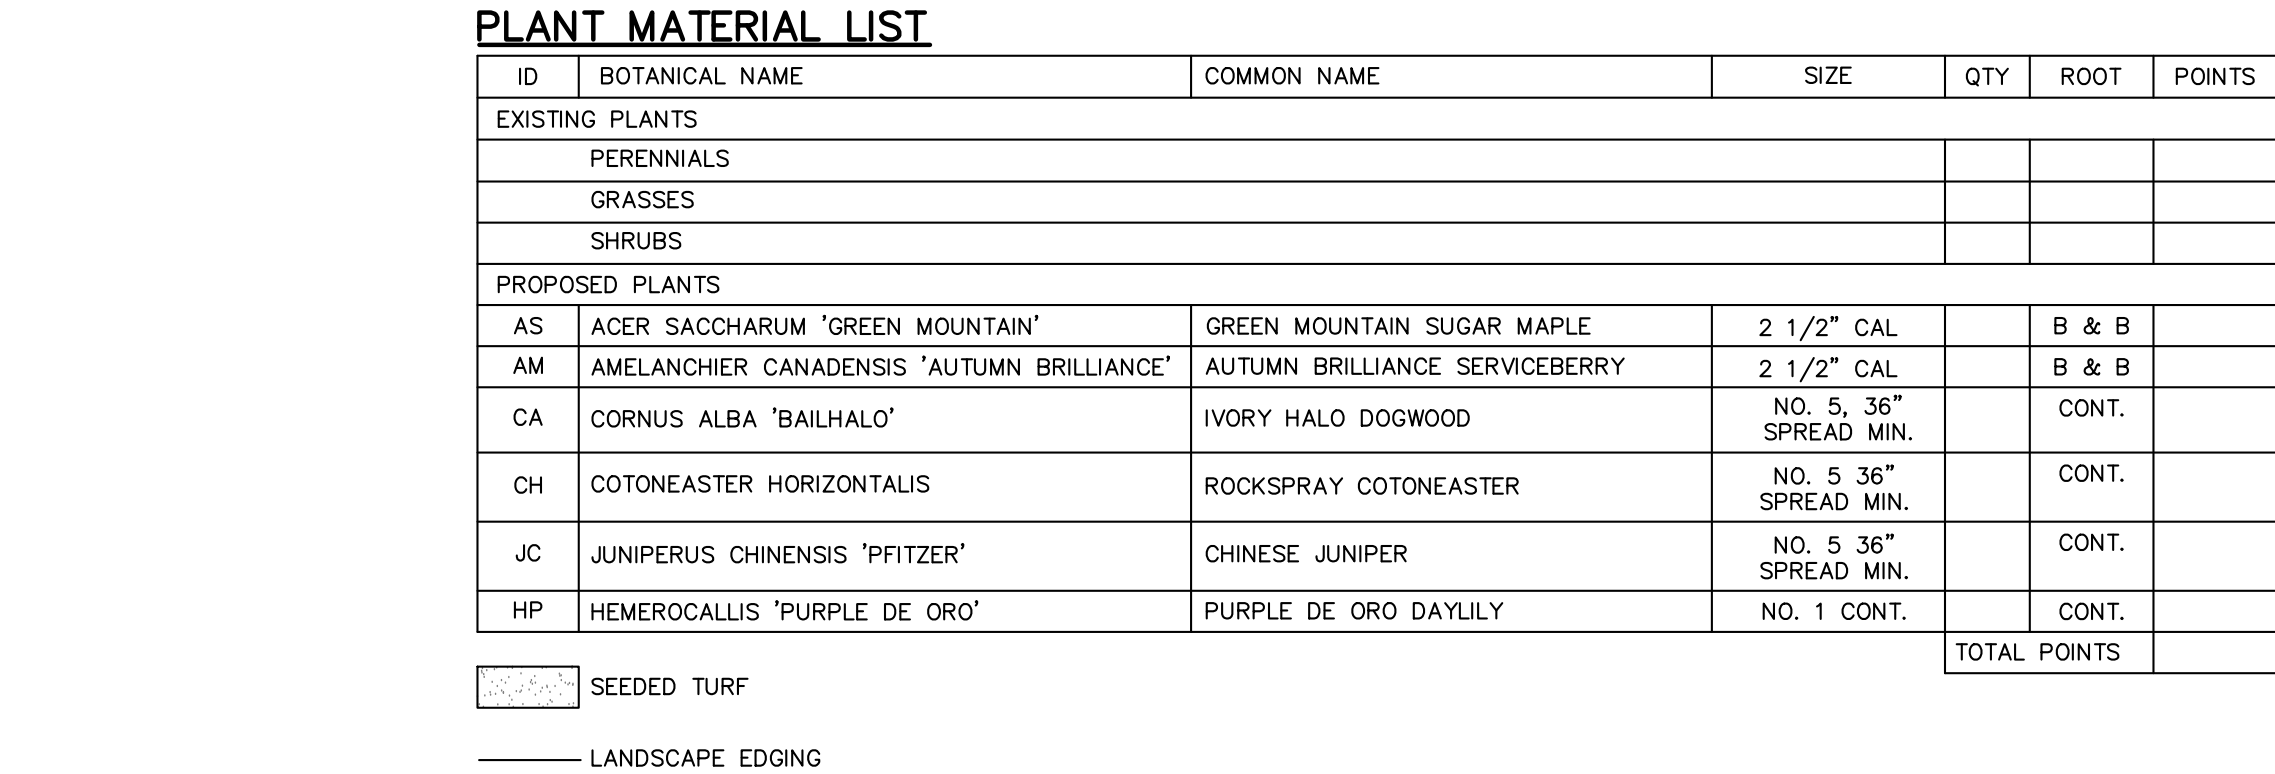 PLANT MATERIAL LIST
ID BOTANICAL NAME COMMON NAME SIZE QTY ROOT POINTS
EXISTING PLANTS
PERENNIALS
GRASSES
SHRUBS
PROPOSED PLANTS
AS ACER SACCHARUM 'GREEN MOUNTAIN' GREEN MOUNTAIN SUGAR MAPLE 2 1/2" CAL B & B
AM AMELANCHIER CANADENSIS 'AUTUMN BRILLIANCE' AUTUMN BRILLIANCE SERVICEBERRY 2 1/2" CAL B & B
CA CORNUS ALBA 'BAILHALO' IVORY HALO DOGWOOD NO. 5, 36" CONT.
SPREAD MIN.
CH COTONEASTER HORIZONTALIS ROCKSPRAY COTONEASTER NO. 5 36" CONT.
SPREAD MIN.
JC JUNIPERUS CHINENSIS 'PFITZER' CHINESE JUNIPER NO. 5 36" CONT.
SPREAD MIN.
HP HEMEROCALLIS 'PURPLE DE ORO' PURPLE DE ORO DAYLILY NO. 1 CONT. CONT.
TOTAL POINTS
SEEDED TURF
LANDSCAPE EDGING